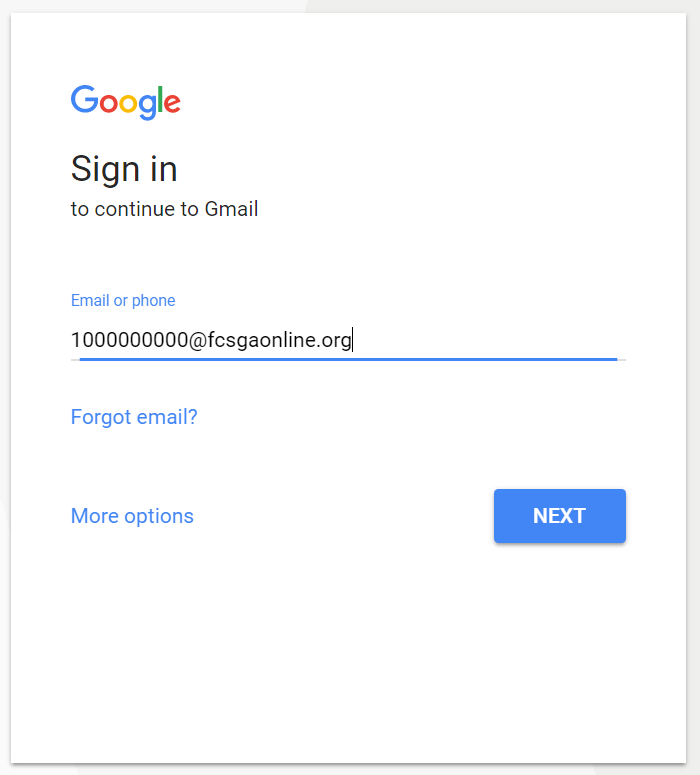 Google
Sign in
to continue to Gmail
Email or phone
1000000000@fcsgaonline.org
Forgot email?
More options
NEXT